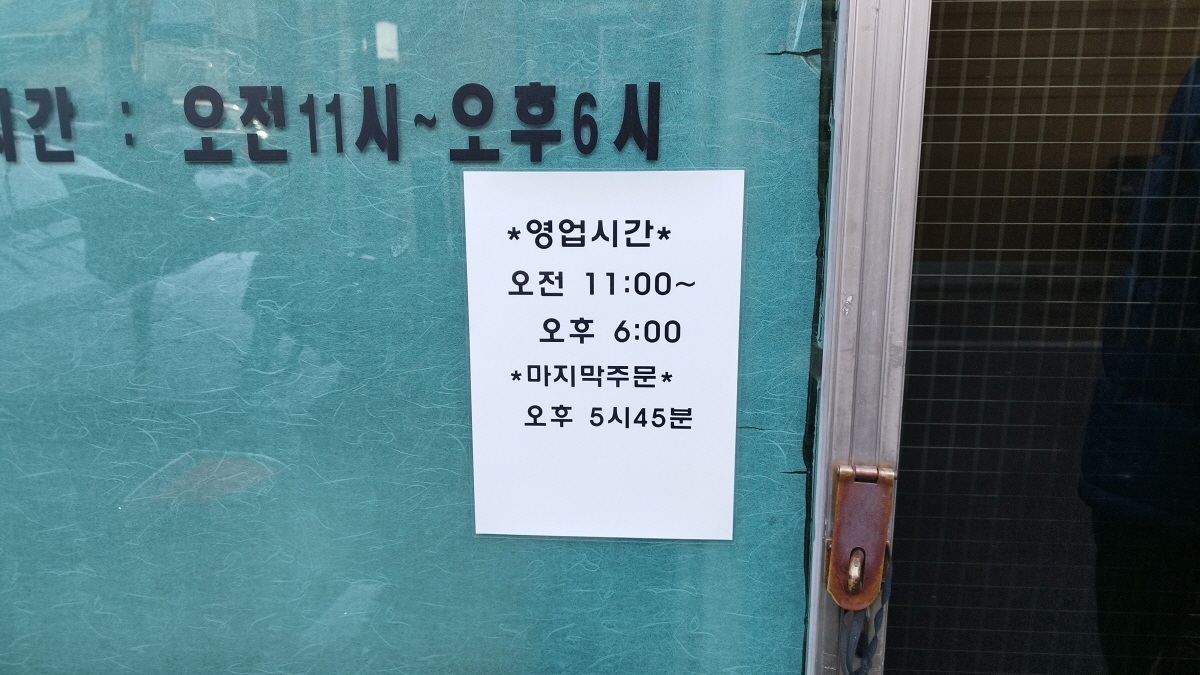 시간 : 오전11시~오후6시
*영업시간*
오전 11:00~
오후 6:00
*마지막주문*
오후 5시45분